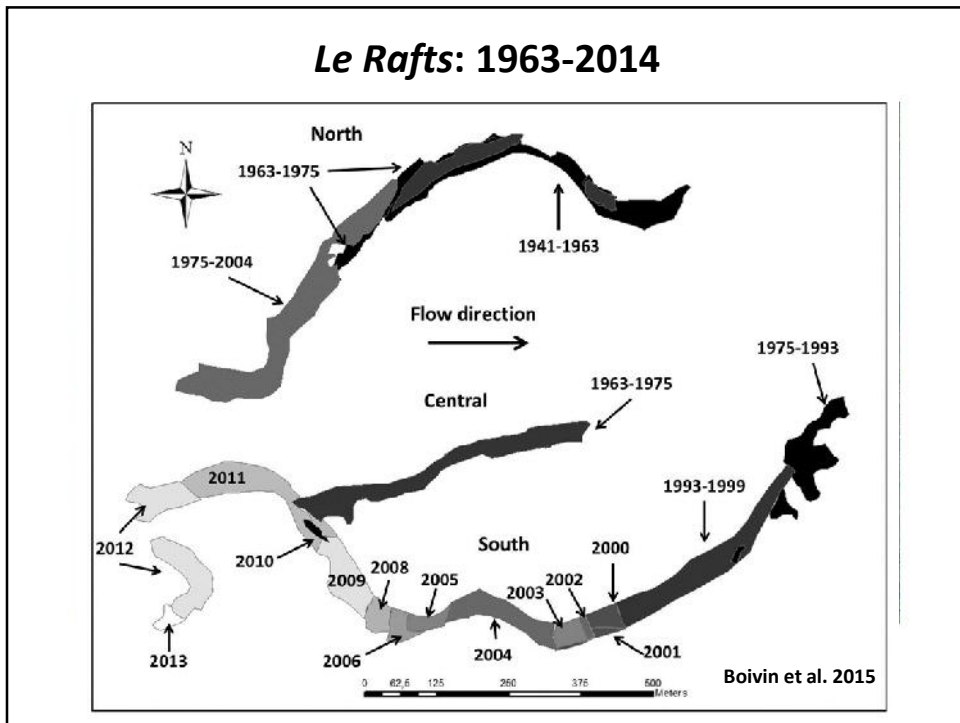 Le Rafts: 1963-2014
North
N
1963-1975
1941-1963
1975-2004
Flow direction
1975-1993
1963-1975
Central
2011
1993-1999
2012
2010
South
2000
2009
2008
2005
2003
2002
2013
2006
2004
2001
Boivin et al. 2015
0 62,5 125 250 375 500
Meters